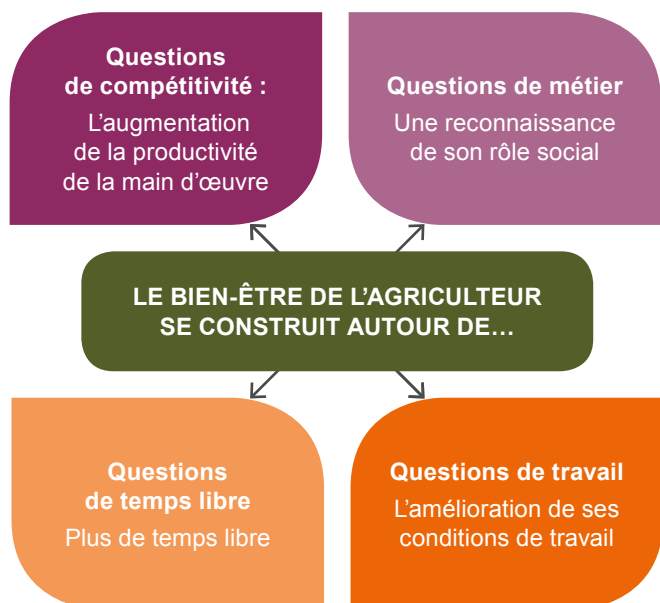 Questions
de compétitivité :
L’augmentation
de la productivité
de la main d’œuvre
Questions de métier
Une reconnaissance
de son rôle social
LE BIEN-ÊTRE DE L’AGRICULTEUR
SE CONSTRUIT AUTOUR DE…
Questions
de temps libre
Plus de temps libre
Questions de travail
L’amélioration de ses
conditions de travail